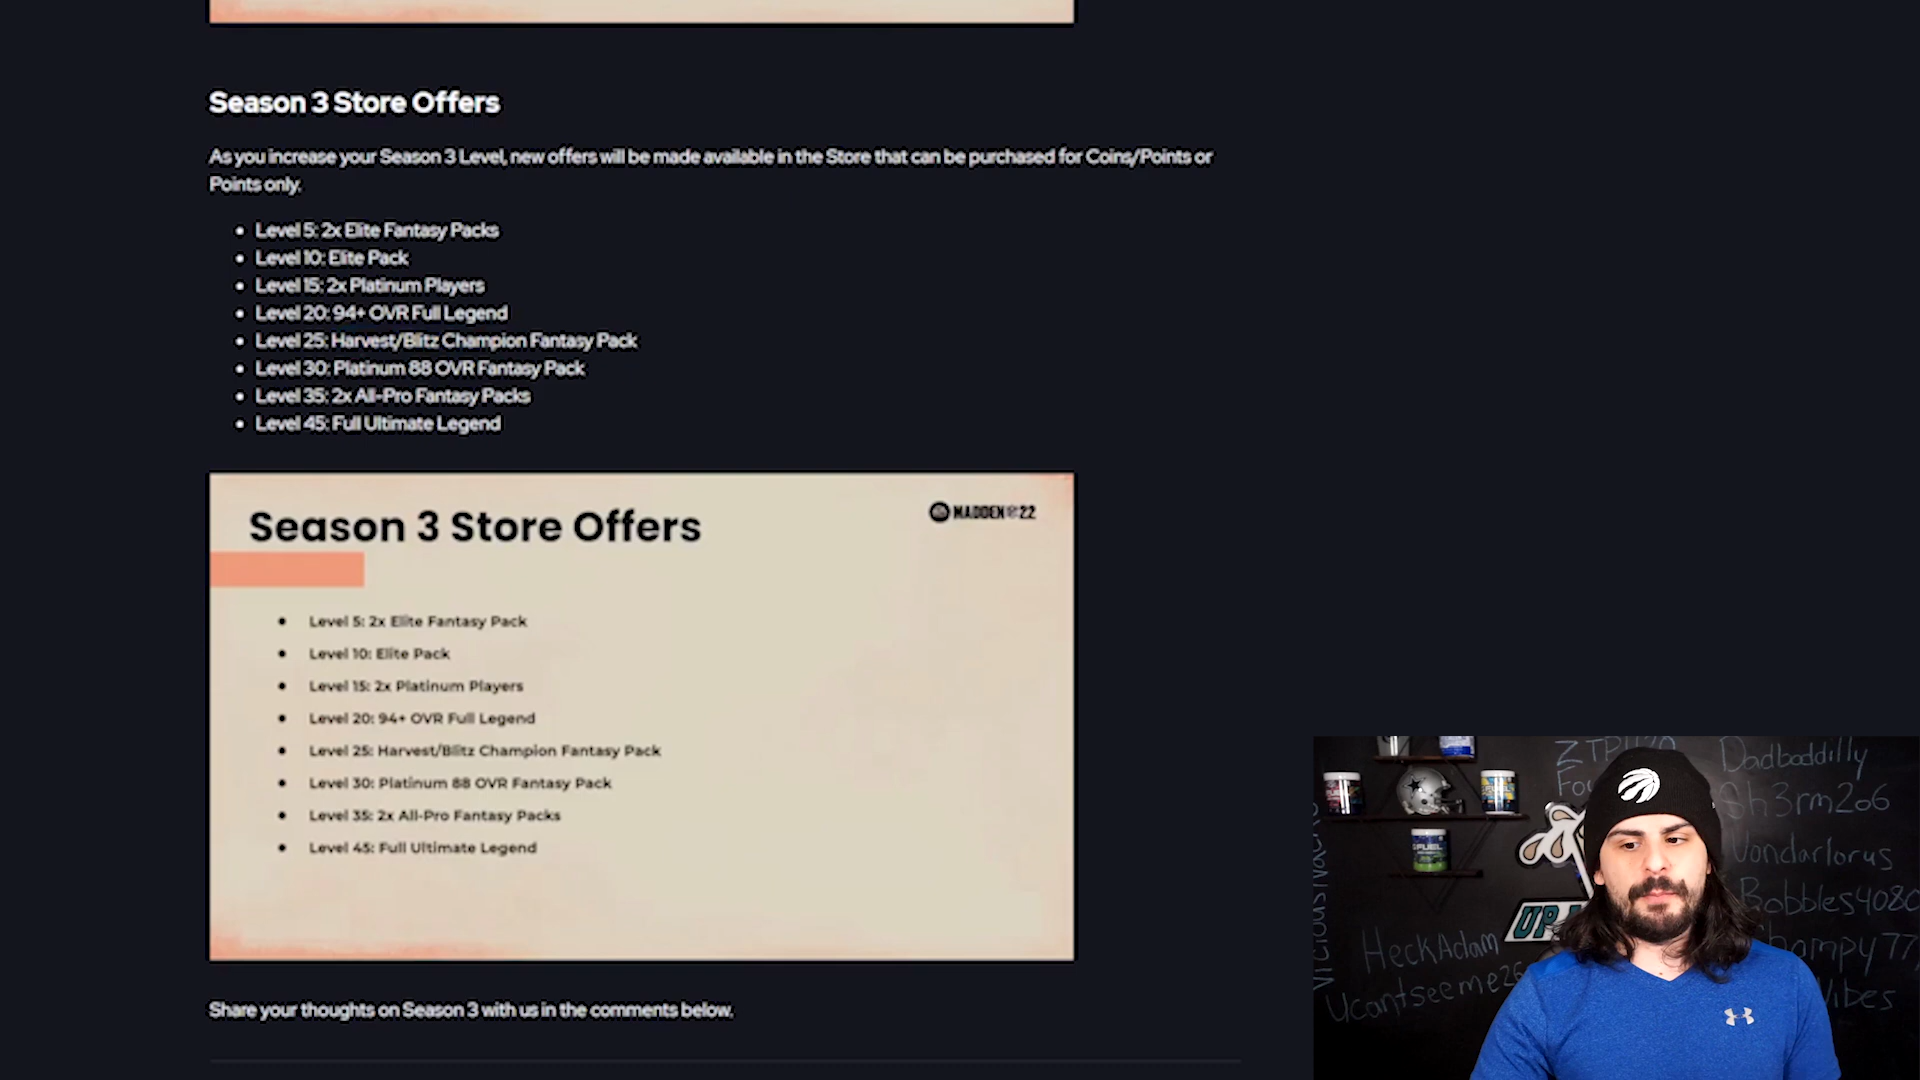 Season 3 Store Offers
As you increase your Season 3 Level, new offers will be made available in the Store that can be purchased for Coins/Points or
Points only.
• Level 5: 2x Elite Fantasy Packs
• Level 10: Elite Pack
• Level 15: 2x Platinum Players
• Level 20: 94+ OVR Full Legend
• Level 25: Harvest/Blitz Champion Fantasy Pack
• Level 30: Platinum 88 OVR Fantasy Pack
• Level 35: 2x All-Pro Fantasy Packs
• Level 45: Full Ultimate Legend
Season 3 Store Offers
MADDEN 22
• Level 5: 2x Elite Fantasy Pack
• Level 10: Elite Pack
• Level 15: 2x Platinum Players
• Level 20: 94+ OVR Full Legend
• Level 25: Harvest/Blitz Champion Fantasy Pack
• Level 30: Platinum 88 OVR Fantasy Pack
• Level 35: 2x All-Pro Fantasy Packs
• Level 45: Full Ultimate Legend
Share your thoughts on Season 3 with us in the comments below.
Dadbaddilly
Sh3rm206
Vondarlorus
Bobbles408
HeckAdam
Ucantseeme26
UP
FUEL